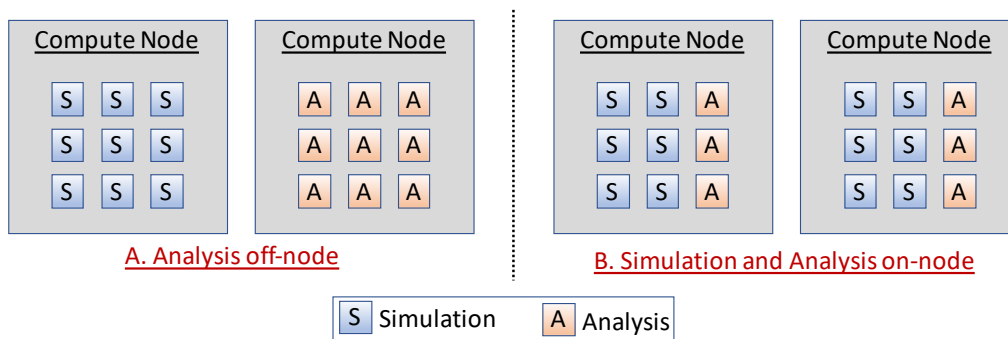 Compute Node
S S S
S S S
S S S
Compute Node
A A A
A A A
A A A
A. Analysis off-node
Compute Node
S S A
S S A
S S A
Compute Node
S S A
S S A
S S A
B. Simulation and Analysis on-node
S Simulation A Analysis